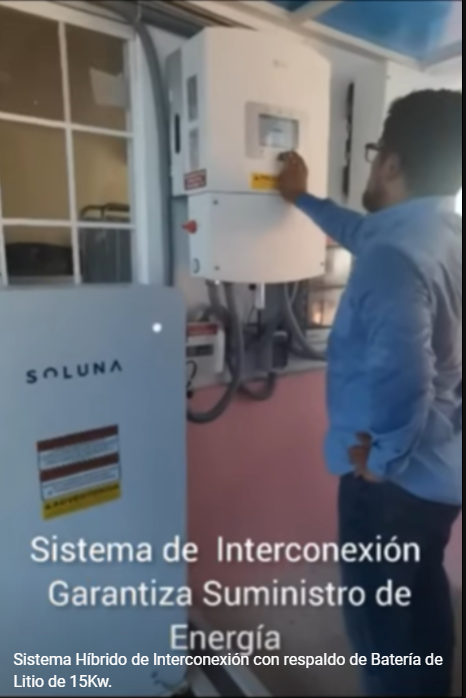 SOLUNA
Sistema de Interconexión
Garantiza Suministro de
Energía
Sistema Híbrido de Interconexión con respaldo de Batería de
Litio de 15Kw.